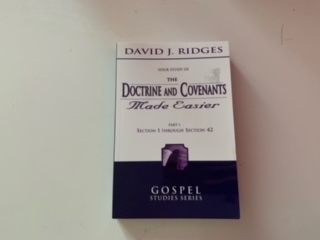 DAVID J. RIDGES
YOUR STUDY OF
THE
DOCTRINE AND COVENANTS
Made Easier
PART 1
SECTION 1 THROUGH SECTION 42
GOSPEL
STUDIES SERIES